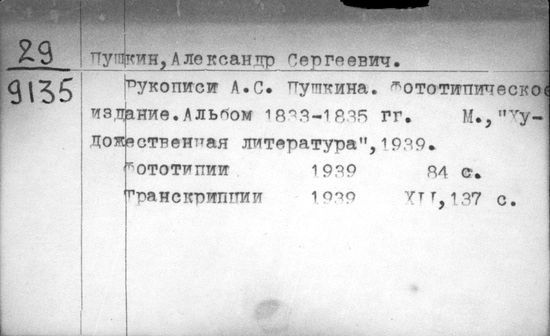 29
9135
Пушкин,Александр Сергеевич.
Рукописи А.С. Пушкина. Фототипическое
издание.Альбом 1833-1835 гг. М.,"Ху-
дожественная литература",1939.
Фототипии 1939 84 с.
Транскрипции 1939 XII,137 с.